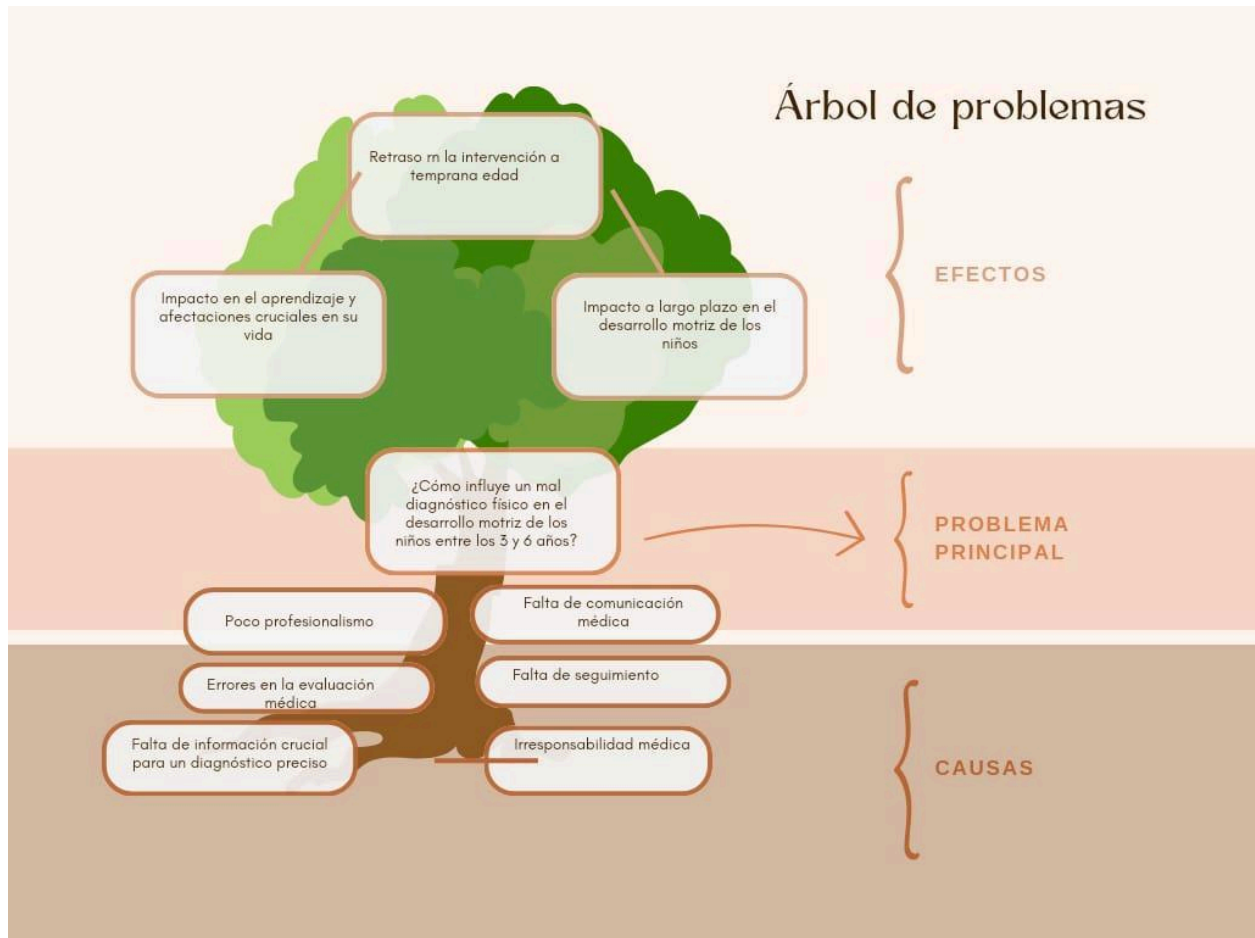 Árbol de problemas
Retraso rn la intervención a
temprana edad
Impacto en el aprendizaje y
afectaciones cruciales en su
vida
Impacto a largo plazo en el
desarrollo motriz de los
niños
EFECTOS
¿Cómo influye un mal
diagnóstico físico en el
desarrollo motriz de los
niños entre los 3 y 6 años?
PROBLEMA
PRINCIPAL
Poco profesionalismo
Falta de comunicación
médica
Errores en la evaluación
médica
Falta de seguimiento
Falta de información crucial
para un diagnóstico preciso
Irresponsabilidad médica
CAUSAS